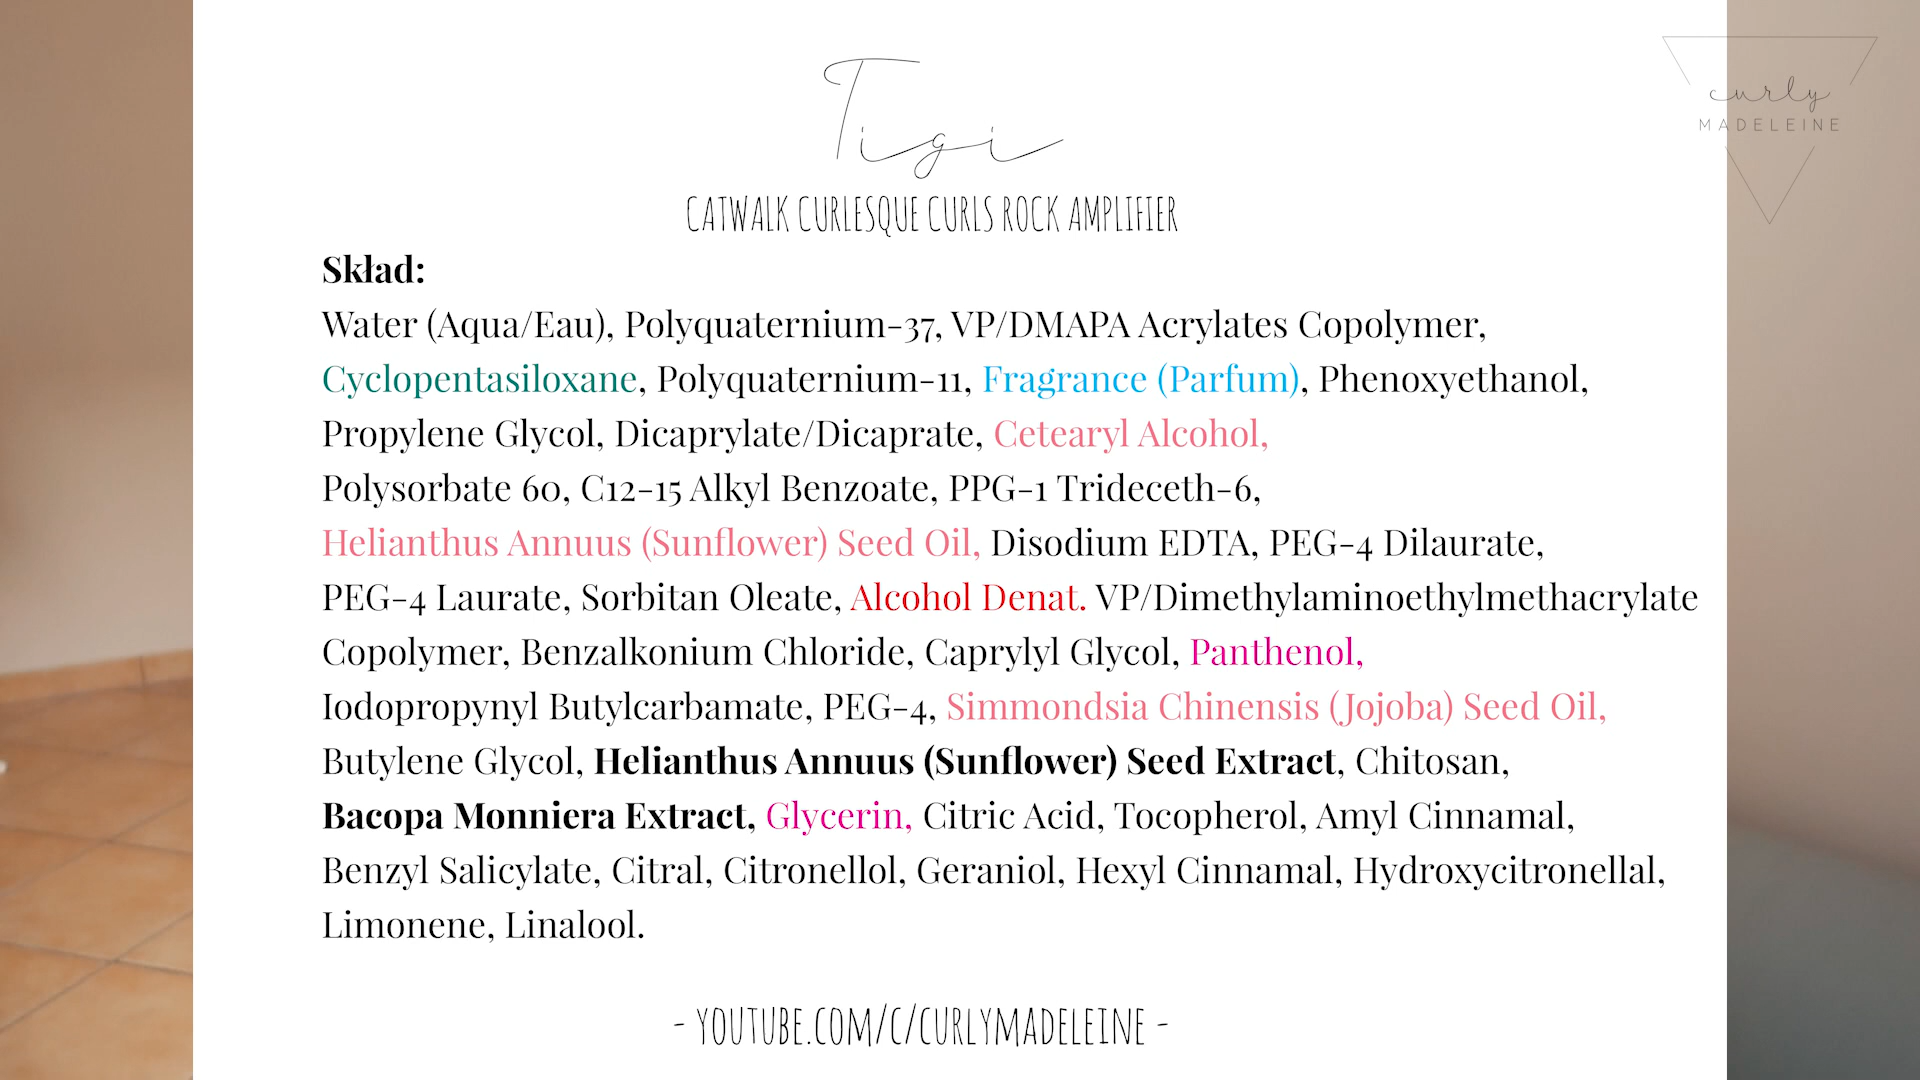 Tigi
curly
MADELEINE
CATWALK CURLESQUE CURLS ROCK AMPLIFIER
Skład:
Water (Aqua/Eau), Polyquaternium-37, VP/DMAPA Acrylates Copolymer,
Cyclopentasiloxane, Polyquaternium-11, Fragrance (Parfum), Phenoxyethanol,
Propylene Glycol, Dicaprylate/Dicaprate, Cetearyl Alcohol,
Polysorbate 60, C12-15 Alkyl Benzoate, PPG-1 Trideceth-6,
Helianthus Annuus (Sunflower) Seed Oil, Disodium EDTA, PEG-4 Dilaurate,
PEG-4 Laurate, Sorbitan Oleate, Alcohol Denat. VP/Dimethylaminoethylmethacrylate
Copolymer, Benzalkonium Chloride, Caprylyl Glycol, Panthenol,
Iodopropynyl Butylcarbamate, PEG-4, Simmondsia Chinensis (Jojoba) Seed Oil,
Butylene Glycol, Helianthus Annuus (Sunflower) Seed Extract, Chitosan,
Bacopa Monniera Extract, Glycerin, Citric Acid, Tocopherol, Amyl Cinnamal,
Benzyl Salicylate, Citral, Citronellol, Geraniol, Hexyl Cinnamal, Hydroxycitronellal,
Limonene, Linalool.
- YOUTUBE.COM/C/CURLYMADELEINE -